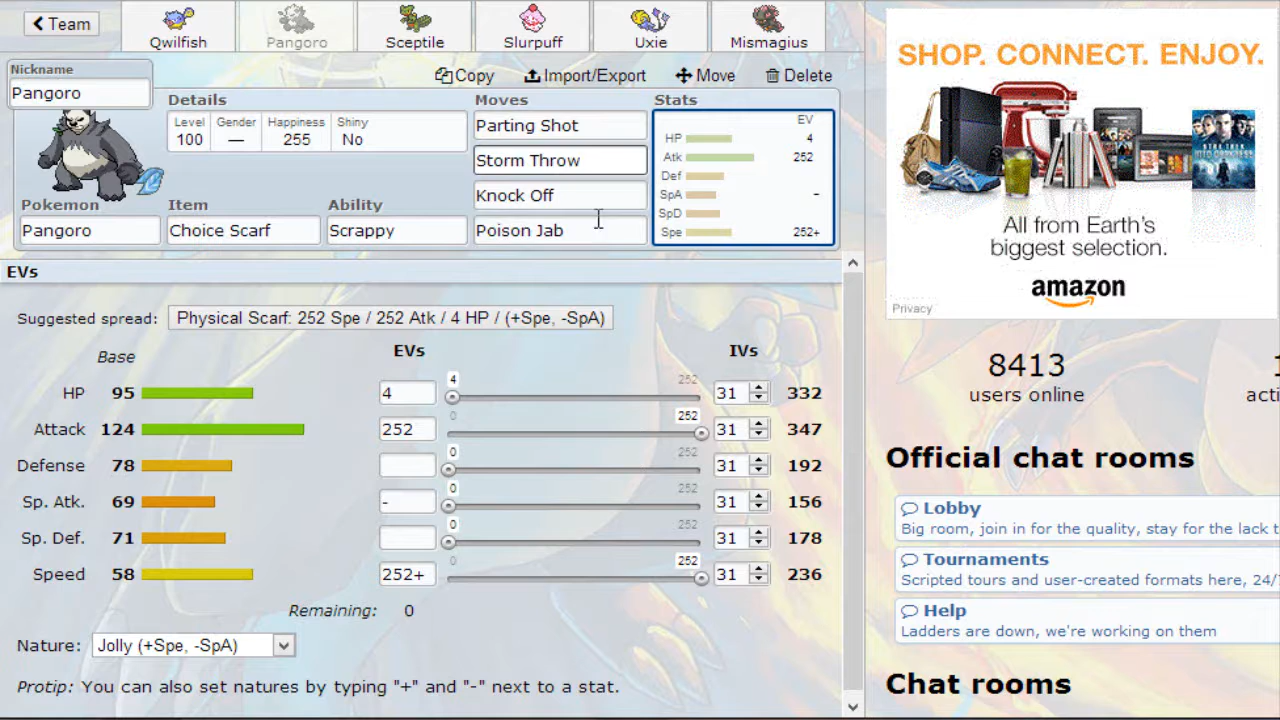 Team
Qwilfish
Pangoro
Sceptile
Slurpuff
Uxie
Mismagius
Nickname
Pangoro
Copy
Import/Export
Move
Delete
Details
Moves
Stats
Level
Gender
Happiness
Shiny
100
—
255
No
Parting Shot
Storm Throw
Knock Off
Poison Jab
EV
HP 4
Atk 252
Def
SpA -
SpD
Spe 252+
Pokemon
Item
Ability
Pangoro
Choice Scarf
Scrappy
EVs
Suggested spread: Physical Scarf: 252 Spe / 252 Atk / 4 HP / (+Spe, -SpA)
Base
EVs
IVs
HP 95 4 4 252 31 332
Attack 124 252 0 252 31 347
Defense 78 0 252 31 192
Sp. Atk. 69 - 0 252 31 156
Sp. Def. 71 0 252 31 178
Speed 58 252+ 0 252 31 236
Remaining: 0
Nature: Jolly (+Spe, -SpA)
Protip: You can also set natures by typing "+" and "-" next to a stat.
SHOP. CONNECT. ENJOY.
STAR TREK
INTO DARKNESS
All from Earth's
biggest selection.
amazon
Privacy
8413
users online
acti
Official chat rooms
Lobby
Big room, join in for the quality, stay for the lack t
Tournaments
Scripted tours and user-created formats here, 24/
Help
Ladders are down, we're working on them
Chat rooms